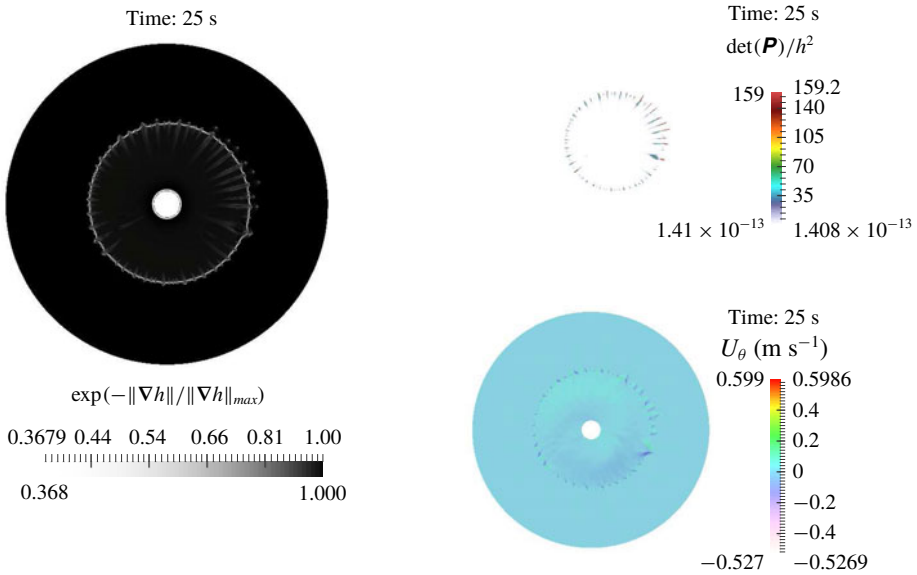 Time: 25 s
exp(−‖∇h‖/‖∇h‖max)
0.3679 0.44 0.54 0.66 0.81 1.00
0.368 1.000
Time: 25 s
det(P)/h²
159 159.2
140
105
70
35
1.41 × 10⁻¹³ 1.408 × 10⁻¹³
Time: 25 s
Uθ (m s⁻¹)
0.599 0.5986
0.4
0.2
0
−0.2
−0.4
−0.527 −0.5269